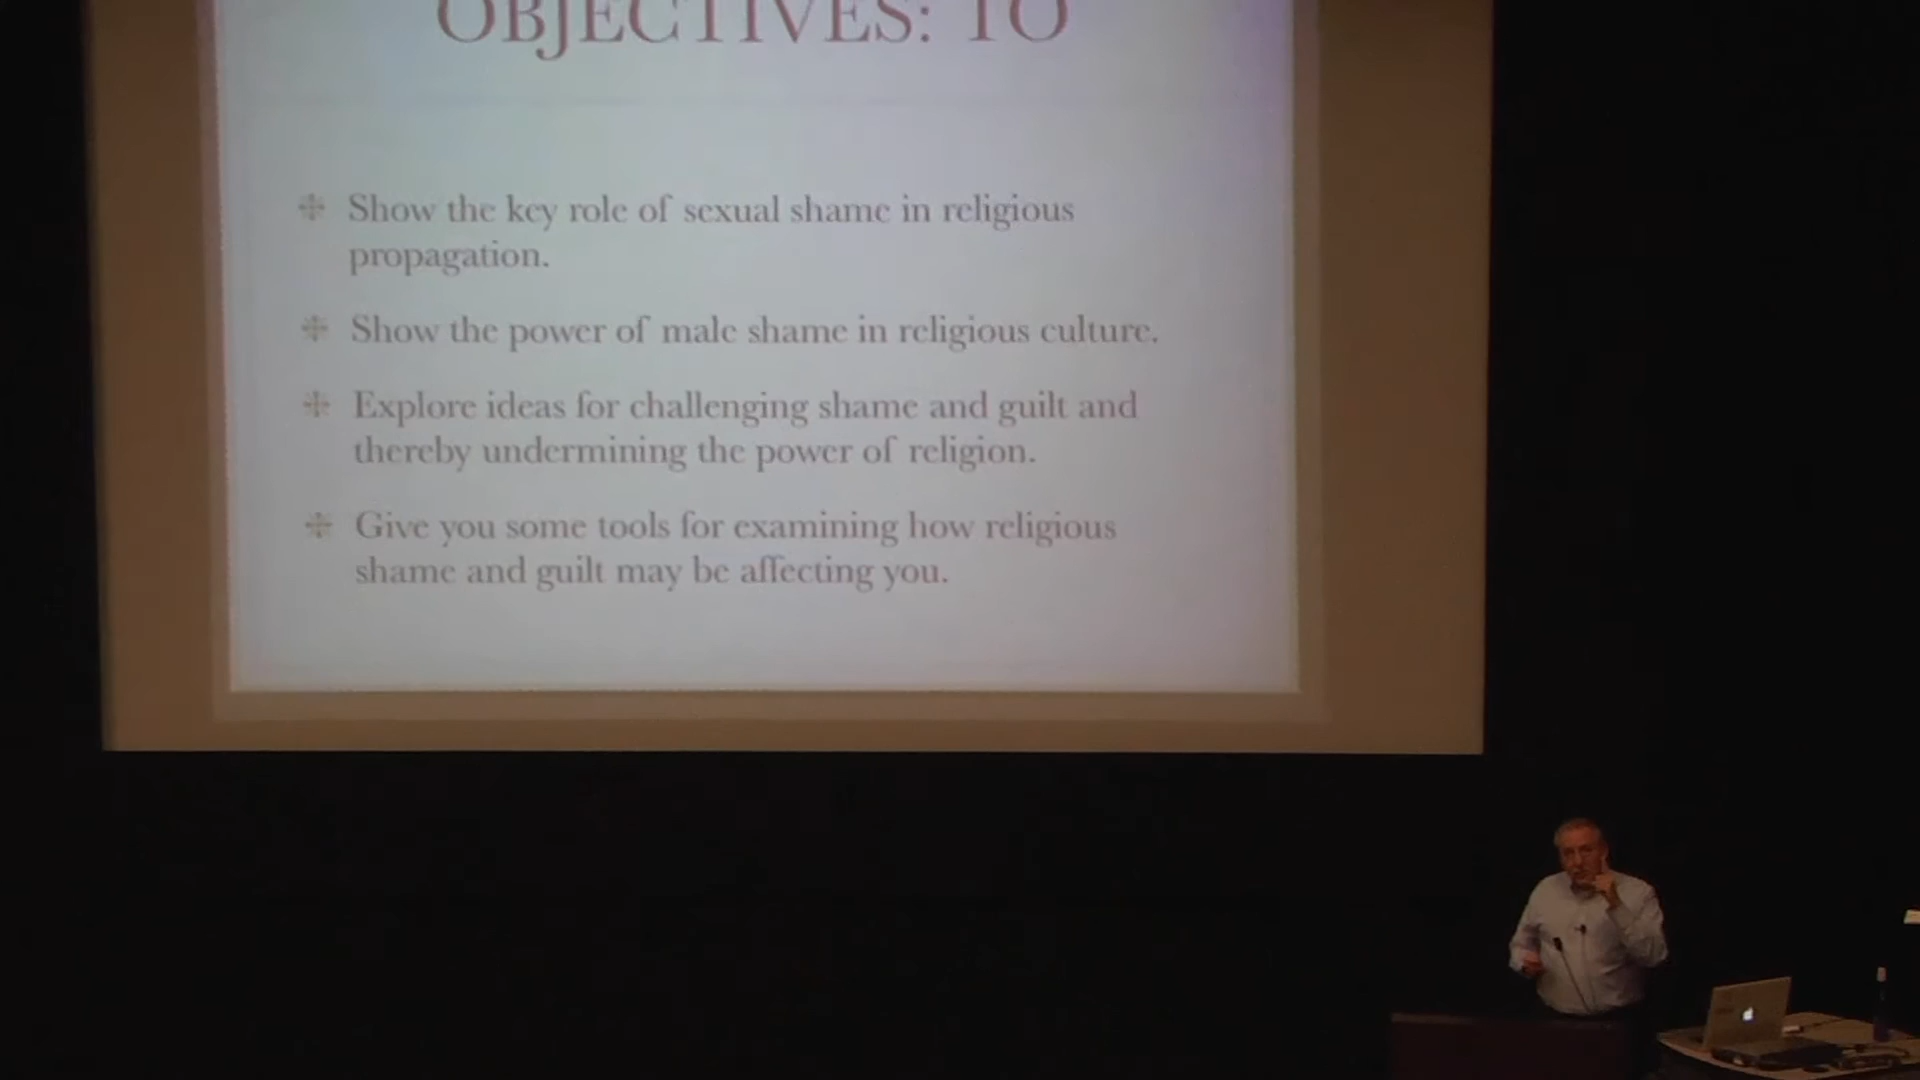 OBJECTIVES: TO
Show the key role of sexual shame in religious
propagation.
Show the power of male shame in religious culture.
Explore ideas for challenging shame and guilt and
thereby undermining the power of religion.
Give you some tools for examining how religious
shame and guilt may be affecting you.